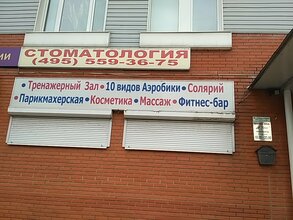 СТОМАТОЛОГИЯ
(495) 559-36-75
• Тренажерный Зал • 10 видов Аэробики • Солярий
• Парикмахерская • Косметика • Массаж • Фитнес-бар